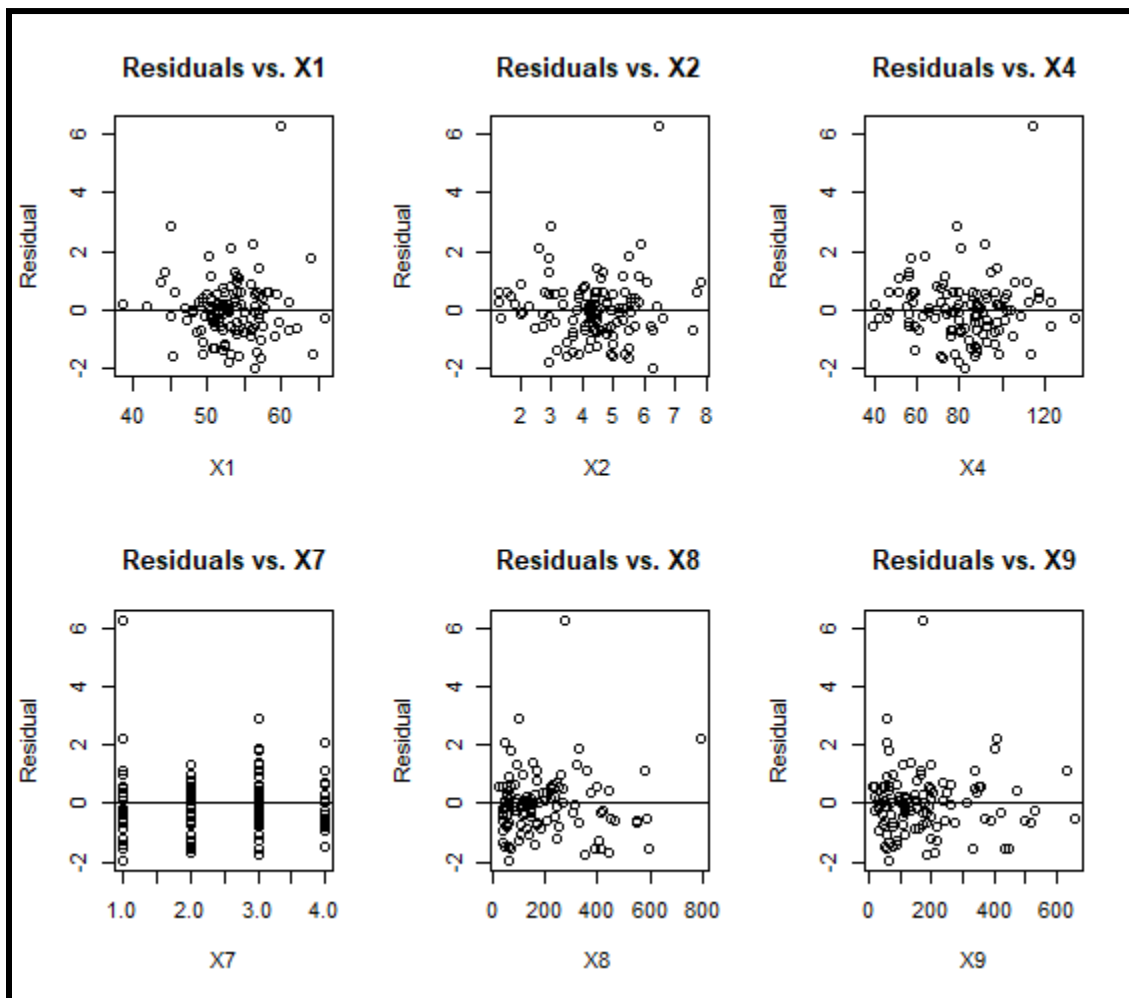 Residuals vs. X1
Residual
6
4
2
0
-2
40 50 60
X1
Residuals vs. X2
Residual
6
4
2
0
-2
2 3 4 5 6 7 8
X2
Residuals vs. X4
Residual
6
4
2
0
-2
40 60 80 120
X4
Residuals vs. X7
Residual
6
4
2
0
-2
1.0 2.0 3.0 4.0
X7
Residuals vs. X8
Residual
6
4
2
0
-2
0 200 400 600 800
X8
Residuals vs. X9
Residual
6
4
2
0
-2
0 200 400 600
X9